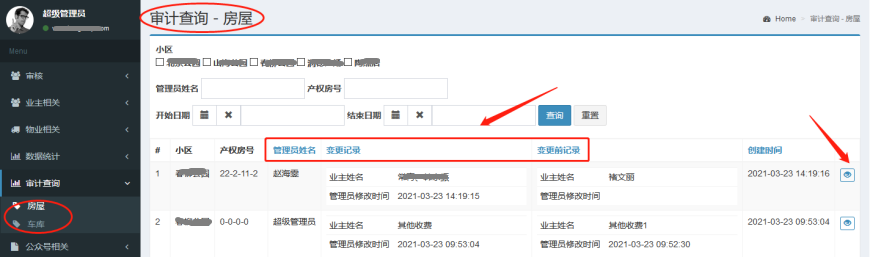 超级管理员
审计查询 - 房屋
Home
审计查询 - 房屋
Menu
审核
业主相关
物业相关
数据统计
审计查询
房屋
车库
公众号相关
小区
管理员姓名
产权房号
开始日期
结束日期
查询
重置
# 小区 产权房号 管理员姓名 变更记录 变更前记录 创建时间
1 22-2-11-2 赵海雯 业主姓名 业主姓名 褚文丽 2021-03-23 14:19:16
管理员修改时间 2021-03-23 14:19:15 管理员修改时间
2 0-0-0-0 超级管理员 业主姓名 其他收费 业主姓名 其他收费1 2021-03-23 09:53:04
管理员修改时间 2021-03-23 09:53:04 管理员修改时间 2021-03-23 09:52:30